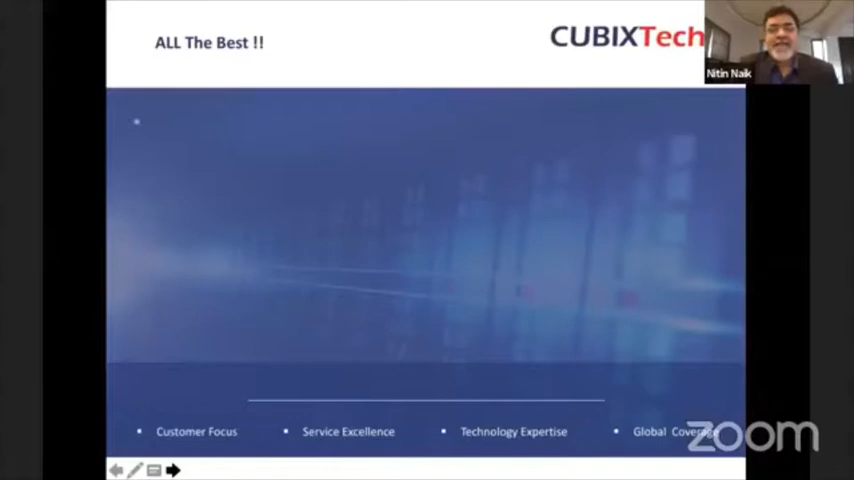 ALL The Best !!
CUBIXTech
Nitin Naik
Customer Focus
Service Excellence
Technology Expertise
Global Coverage
zoom